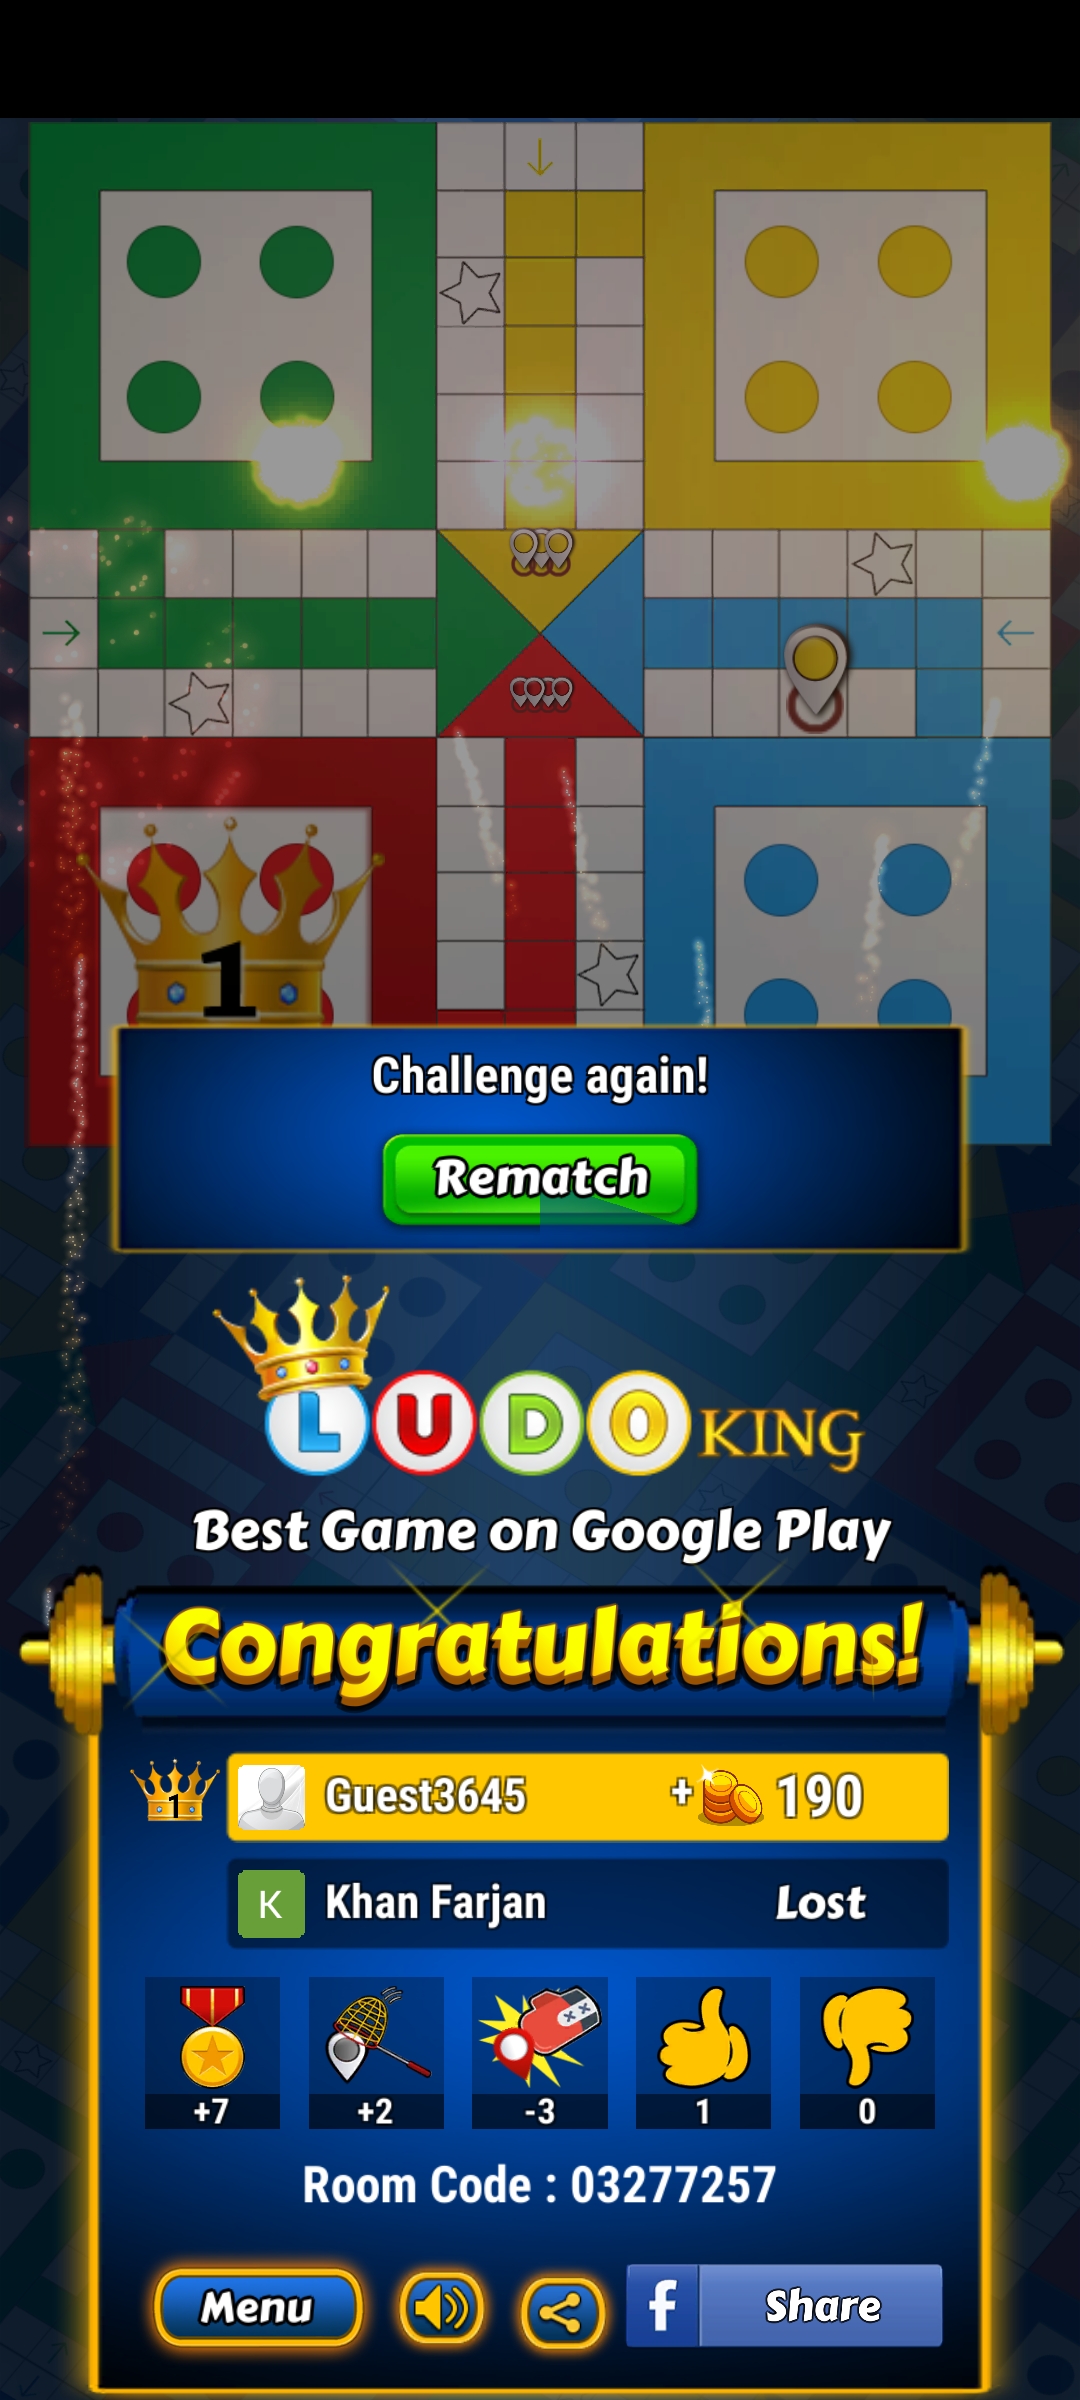 1
Challenge again!
Rematch
LUDO KING
Best Game on Google Play
Congratulations!
1 Guest3645 + 190
K Khan Farjan Lost
+7 +2 -3 1 0
Room Code : 03277257
Menu f Share